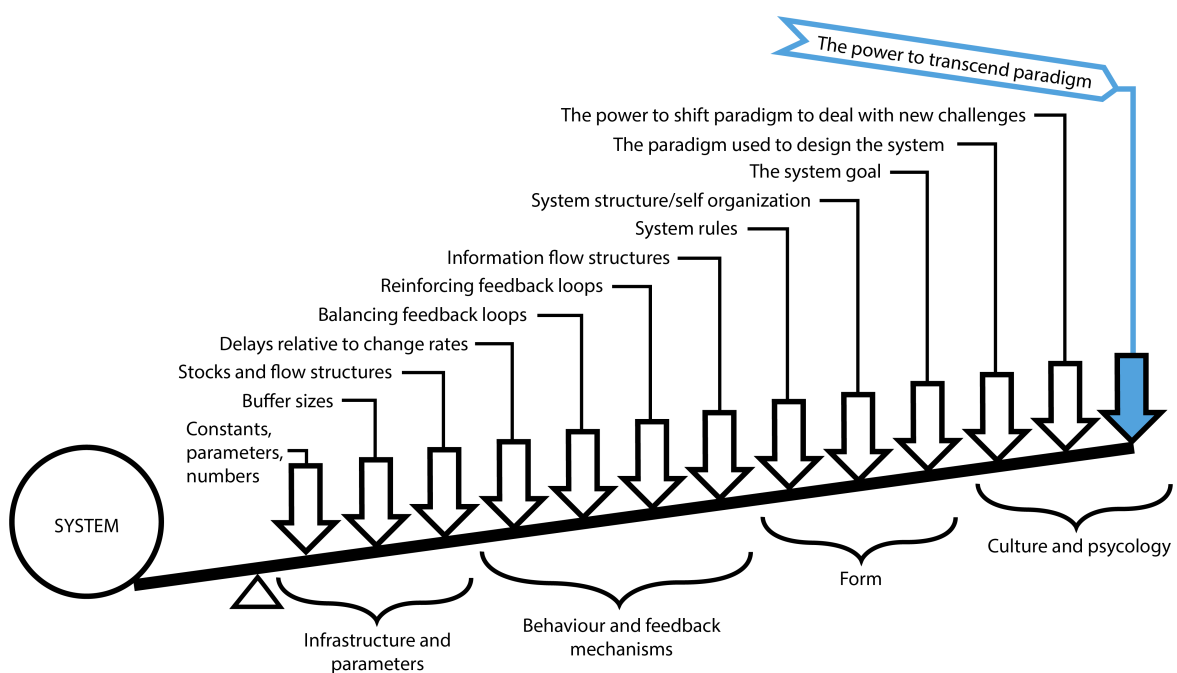 The power to transcend paradigm
The power to shift paradigm to deal with new challenges
The paradigm used to design the system
The system goal
System structure/self organization
System rules
Information flow structures
Reinforcing feedback loops
Balancing feedback loops
Delays relative to change rates
Stocks and flow structures
Buffer sizes
Constants,
parameters,
numbers
SYSTEM
Culture and psycology
Form
Behaviour and feedback
mechanisms
Infrastructure and
parameters